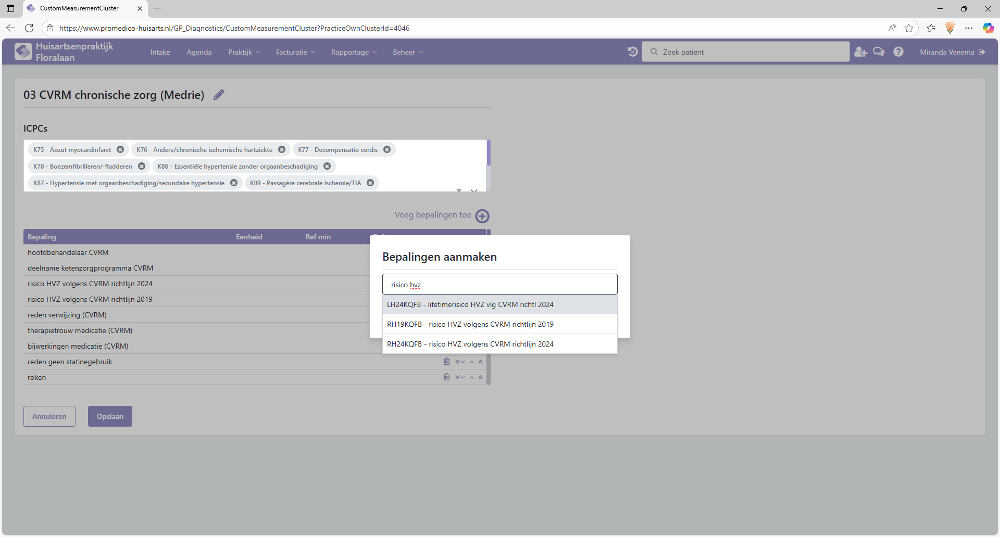 CustomMeasurementCluster
https://www.promedico-huisarts.nl/GP_Diagnostics/CustomMeasurementCluster?PracticeOwnClusterId=4046
Huisartsenpraktijk
Floralaan
Intake Agenda Praktijk Facturatie Rapportage Beheer Zoek patiënt Miranda Venema
03 CVRM chronische zorg (Medrie)
ICPCs
K75 - Acuut myocardinfarct K76 - Andere/chronische ischemische hartziekte K77 - Decompensatio cordis
K78 - Boezemfibrilleren/-fladderen K86 - Essentiële hypertensie zonder orgaanbeschadiging
K87 - Hypertensie met orgaanbeschadiging/secundaire hypertensie K89 - Passagère cerebrale ischemie/TIA
Voeg bepalingen toe
Bepaling Eenheid Ref min
hoofdbehandelaar CVRM
deelname ketenzorgprogramma CVRM
risico HVZ volgens CVRM richtlijn 2024
risico HVZ volgens CVRM richtlijn 2019
reden verwijzing (CVRM)
therapietrouw medicatie (CVRM)
bijwerkingen medicatie (CVRM)
reden geen statinegebruik
roken
Bepalingen aanmaken
risico hvz
LH24KQFB - lifetimerisico HVZ vlg CVRM richtl 2024
RH19KQFB - risico HVZ volgens CVRM richtlijn 2019
RH24KQFB - risico HVZ volgens CVRM richtlijn 2024
Annuleren Opslaan